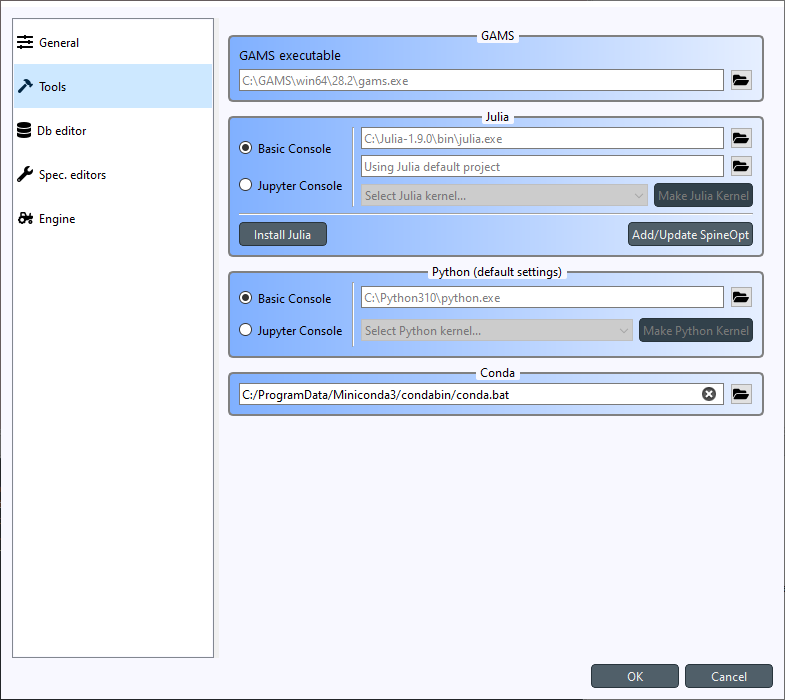 General
Tools
Db editor
Spec. editors
Engine
GAMS
GAMS executable
C:\GAMS\win64\28.2\gams.exe
Julia
Basic Console
C:\Julia-1.9.0\bin\julia.exe
Using Julia default project
Jupyter Console
Select Julia kernel...
Make Julia Kernel
Install Julia
Add/Update SpineOpt
Python (default settings)
Basic Console
C:\Python310\python.exe
Jupyter Console
Select Python kernel...
Make Python Kernel
Conda
C:/ProgramData/Miniconda3/condabin/conda.bat
OK
Cancel